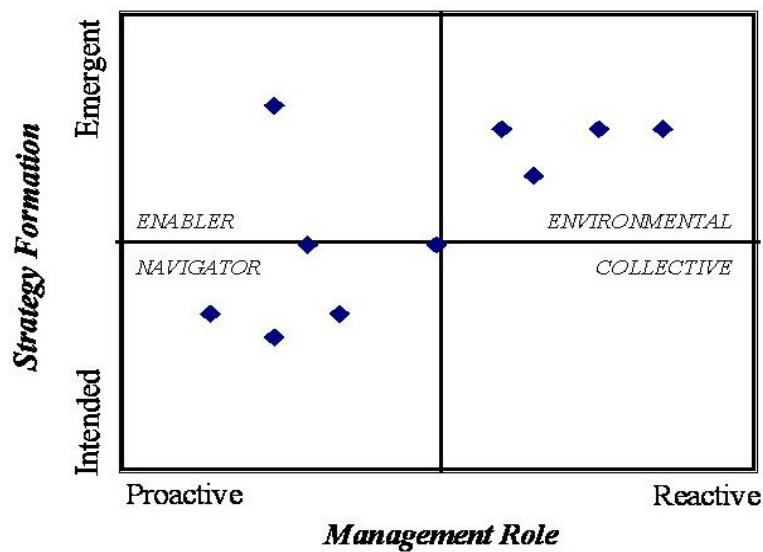 Emergent
Strategy Formation
Intended
ENABLER
ENVIRONMENTAL
NAVIGATOR
COLLECTIVE
Proactive
Reactive
Management Role